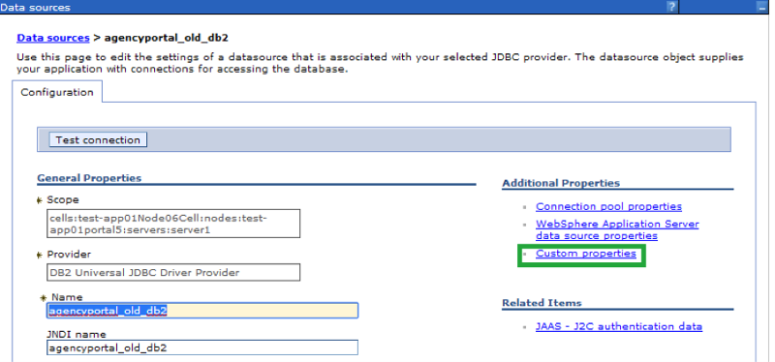 Data sources ? –
Data sources > agencyportal_old_db2
Use this page to edit the settings of a datasource that is associated with your selected JDBC provider. The datasource object supplies
your application with connections for accessing the database.
Configuration
Test connection
General Properties
Scope
cells:test-app01Node06Cell:nodes:test-
app01portal5:servers:server1
Provider
DB2 Universal JDBC Driver Provider
Name
agencyportal_old_db2
JNDI name
agencyportal_old_db2
Additional Properties
Connection pool properties
WebSphere Application Server
data source properties
Custom properties
Related Items
JAAS - J2C authentication data